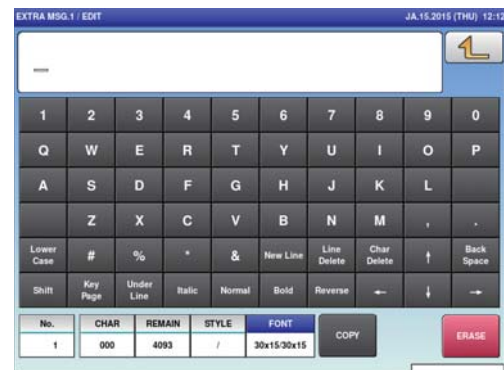 EXTRA MSG.1 / EDIT JA.15.2015 (THU) 12:12
1 2 3 4 5 6 7 8 9 0
Q W E R T Y U I O P
A S D F G H J K L
Z X C V B N M , .
Lower Case # % * & New Line Line Delete Char Delete ↑ Back Space
Shift Key Page Under Line Italic Normal Bold Reverse ← ↓ →
No. CHAR REMAIN STYLE FONT COPY ERASE
1 000 4093 / 30x15/30x15